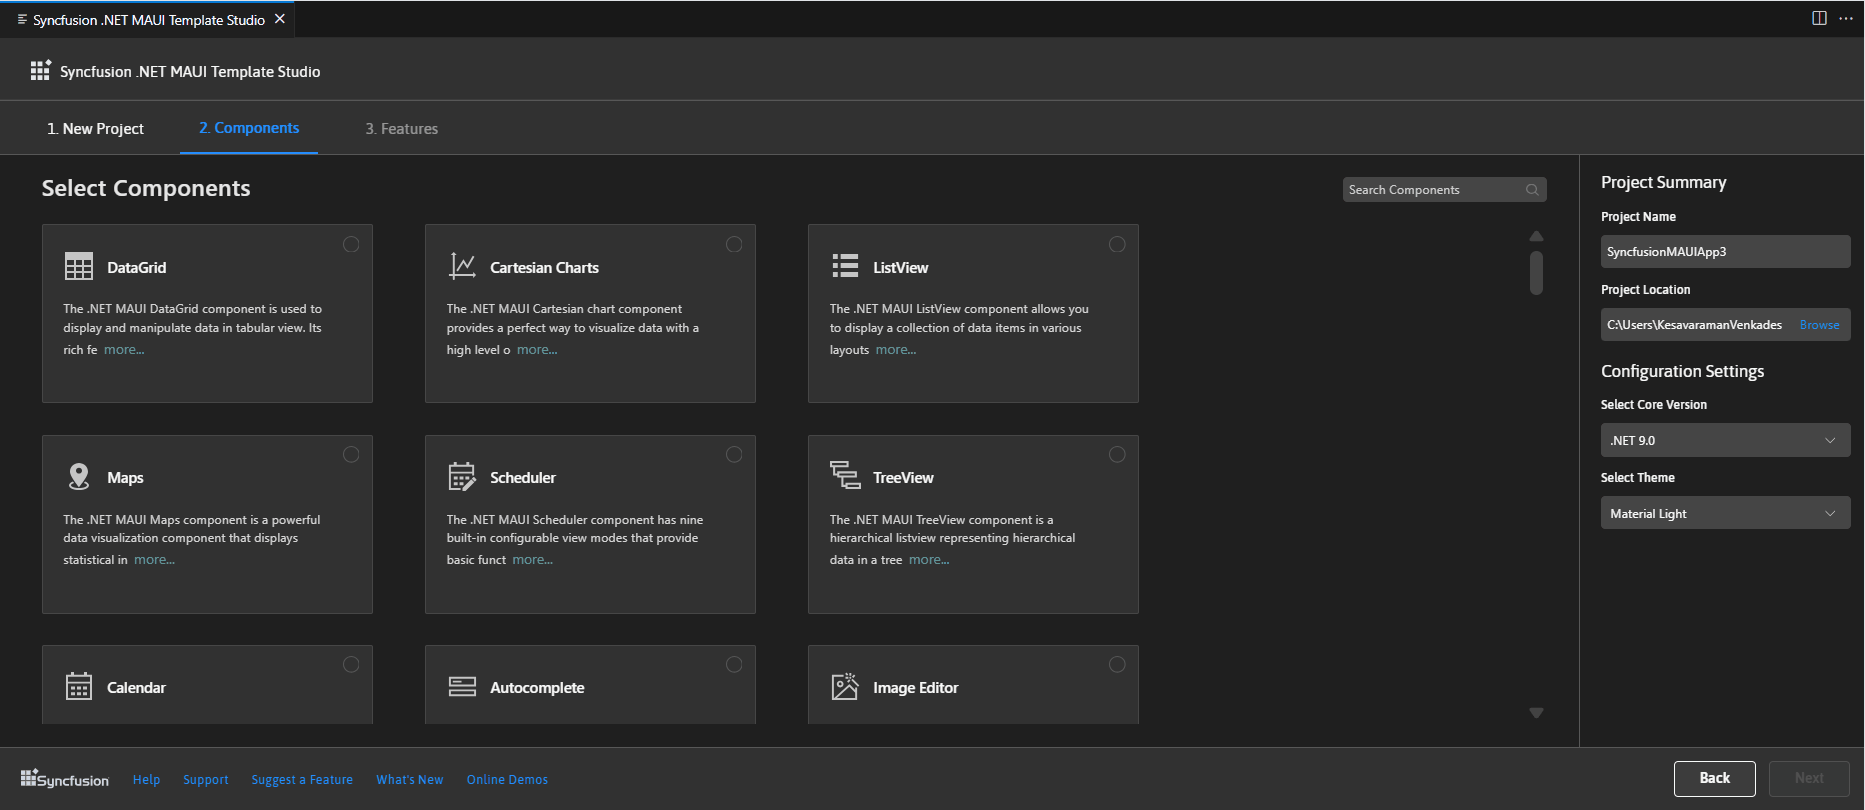 Syncfusion .NET MAUI Template Studio
Syncfusion .NET MAUI Template Studio
1. New Project
2. Components
3. Features
Select Components
Search Components
DataGrid
The .NET MAUI DataGrid component is used to
display and manipulate data in tabular view. Its
rich fe more...
Cartesian Charts
The .NET MAUI Cartesian chart component
provides a perfect way to visualize data with a
high level o more...
ListView
The .NET MAUI ListView component allows you
to display a collection of data items in various
layouts more...
Maps
The .NET MAUI Maps component is a powerful
data visualization component that displays
statistical in more...
Scheduler
The .NET MAUI Scheduler component has nine
built-in configurable view modes that provide
basic funct more...
TreeView
The .NET MAUI TreeView component is a
hierarchical listview representing hierarchical
data in a tree more...
Calendar
Autocomplete
Image Editor
Project Summary
Project Name
SyncfusionMAUIApp3
Project Location
C:\Users\KesavaramanVenkades Browse
Configuration Settings
Select Core Version
.NET 9.0
Select Theme
Material Light
Syncfusion
Help
Support
Suggest a Feature
What's New
Online Demos
Back
Next